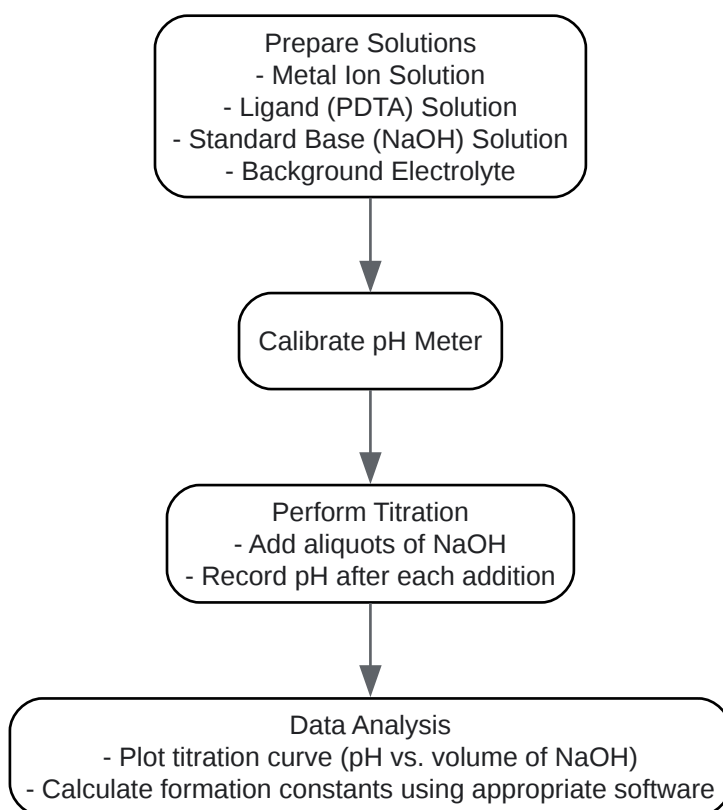 Prepare Solutions
- Metal Ion Solution
- Ligand (PDTA) Solution
- Standard Base (NaOH) Solution
- Background Electrolyte
Calibrate pH Meter
Perform Titration
- Add aliquots of NaOH
- Record pH after each addition
Data Analysis
- Plot titration curve (pH vs. volume of NaOH)
- Calculate formation constants using appropriate software